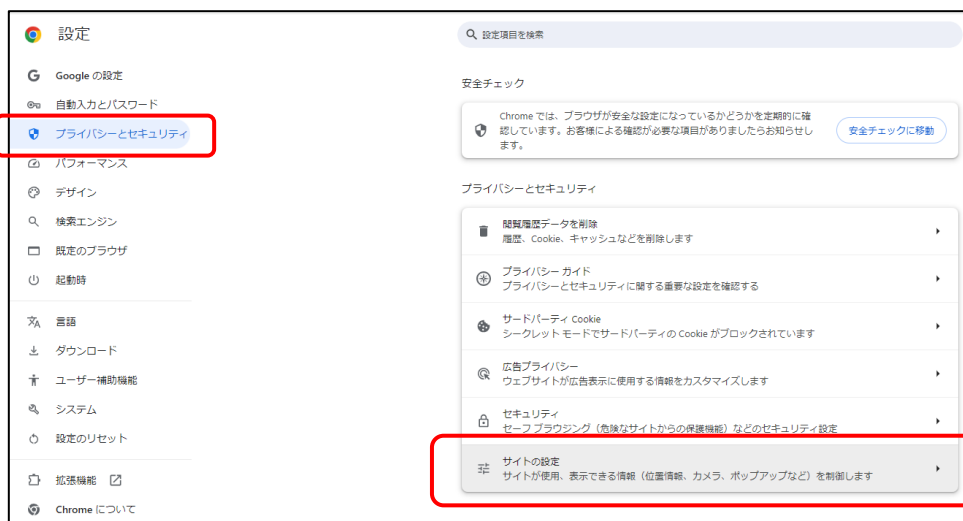 設定
設定項目を検索
Google の設定
自動入力とパスワード
プライバシーとセキュリティ
パフォーマンス
デザイン
検索エンジン
既定のブラウザ
起動時
言語
ダウンロード
ユーザー補助機能
システム
設定のリセット
拡張機能
Chrome について
安全チェック
Chrome では、ブラウザが安全な設定になっているかどうかを定期的に確
認しています。お客様による確認が必要な項目がありましたらお知らせし
ます。
安全チェックに移動
プライバシーとセキュリティ
閲覧履歴データを削除
履歴、Cookie、キャッシュなどを削除します
プライバシー ガイド
プライバシーとセキュリティに関する重要な設定を確認する
サードパーティ Cookie
シークレット モードでサードパーティの Cookie がブロックされています
広告プライバシー
ウェブサイトが広告表示に使用する情報をカスタマイズします
セキュリティ
セーフ ブラウジング（危険なサイトからの保護機能）などのセキュリティ設定
サイトの設定
サイトが使用、表示できる情報（位置情報、カメラ、ポップアップなど）を制御します